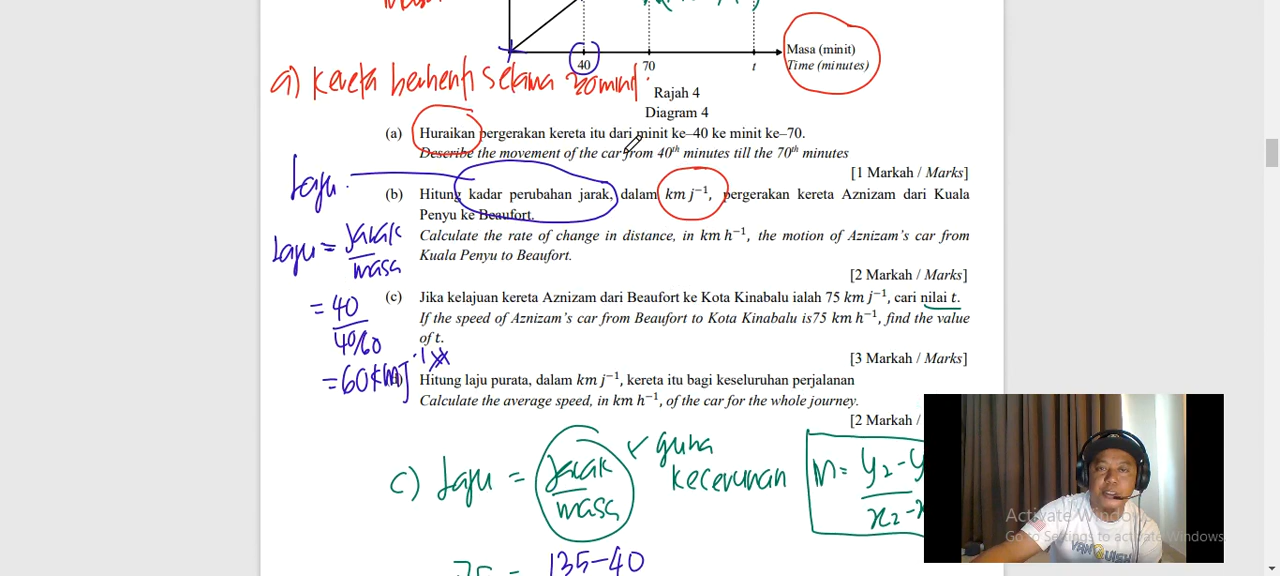 Masa (minit)
40 70 t Time (minutes)
a) Kereta berhenti selama 30 minit.
Rajah 4
Diagram 4
(a) Huraikan pergerakan kereta itu dari minit ke–40 ke minit ke–70.
Describe the movement of the car from 40th minutes till the 70th minutes
[1 Markah / Marks]
Laju
(b) Hitung kadar perubahan jarak, dalam km j⁻¹, pergerakan kereta Aznizam dari Kuala
Penyu ke Beaufort.
Calculate the rate of change in distance, in km h⁻¹, the motion of Aznizam's car from
Kuala Penyu to Beaufort.
[2 Markah / Marks]
Laju = jarak
masa
= 40
40/60
= 60 kmj⁻¹
(c) Jika kelajuan kereta Aznizam dari Beaufort ke Kota Kinabalu ialah 75 km j⁻¹, cari nilai t.
If the speed of Aznizam's car from Beaufort to Kota Kinabalu is75 km h⁻¹, find the value
of t.
[3 Markah / Marks]
Hitung laju purata, dalam km j⁻¹, kereta itu bagi keseluruhan perjalanan
Calculate the average speed, in km h⁻¹, of the car for the whole journey.
[2 Markah /
c) Laju = jarak
masa
guna
kecerunan
m = y₂ - y
x₂ - x
75 = 135-40
Activate Window
Go to Settings to activate Windows
VANQUISH